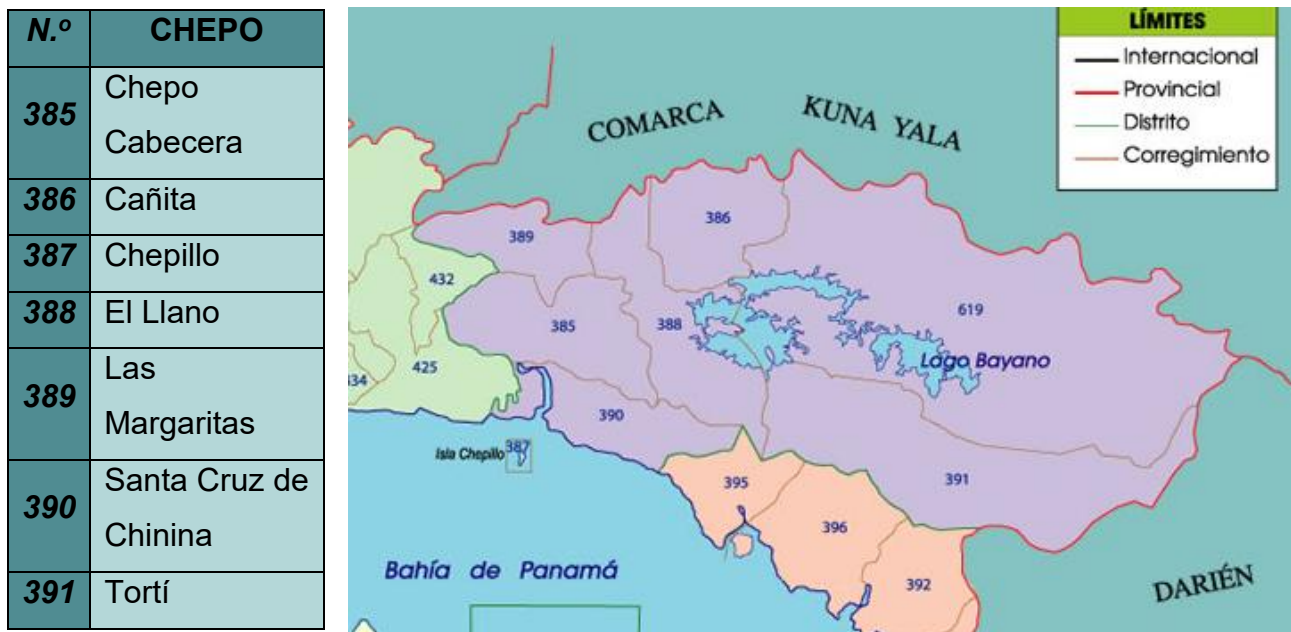 N.º CHEPO
385 Chepo
Cabecera
386 Cañita
387 Chepillo
388 El Llano
389 Las
Margaritas
390 Santa Cruz de
Chinina
391 Tortí
LÍMITES
Internacional
Provincial
Distrito
Corregimiento
COMARCA KUNA YALA
386
389
432
619
385
388
Lago Bayano
425
390
Isla Chepillo 387
395
391
396
Bahía de Panamá
392
DARIÉN